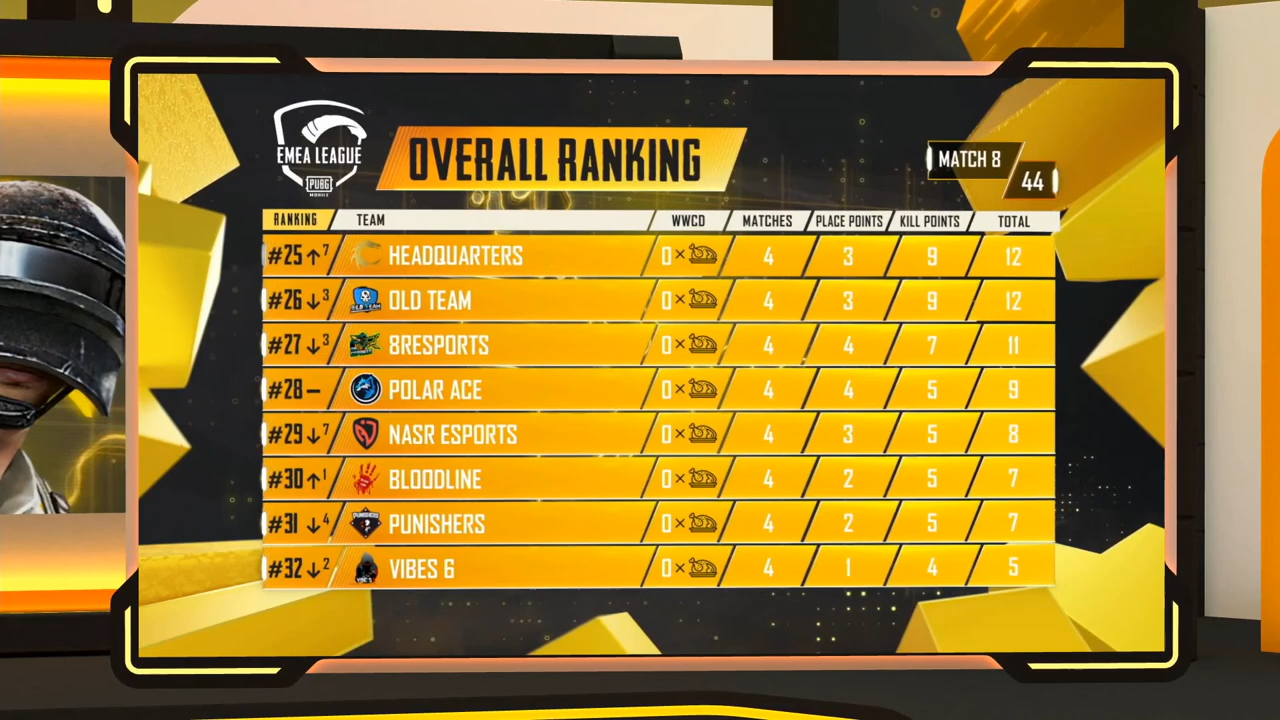 EMEA LEAGUE
PUBG
MOBILE
OVERALL RANKING
MATCH 8
44
RANKING TEAM WWCD MATCHES PLACE POINTS KILL POINTS TOTAL
#25 ↑7 HEADQUARTERS 0× 4 3 9 12
#26 ↓3 OLD TEAM 0× 4 3 9 12
#27 ↓3 8RESPORTS 0× 4 4 7 11
#28 – POLAR ACE 0× 4 4 5 9
#29 ↓7 NASR ESPORTS 0× 4 3 5 8
#30 ↑1 BLOODLINE 0× 4 2 5 7
#31 ↓4 PUNISHERS 0× 4 2 5 7
#32 ↓2 VIBES 6 0× 4 1 4 5